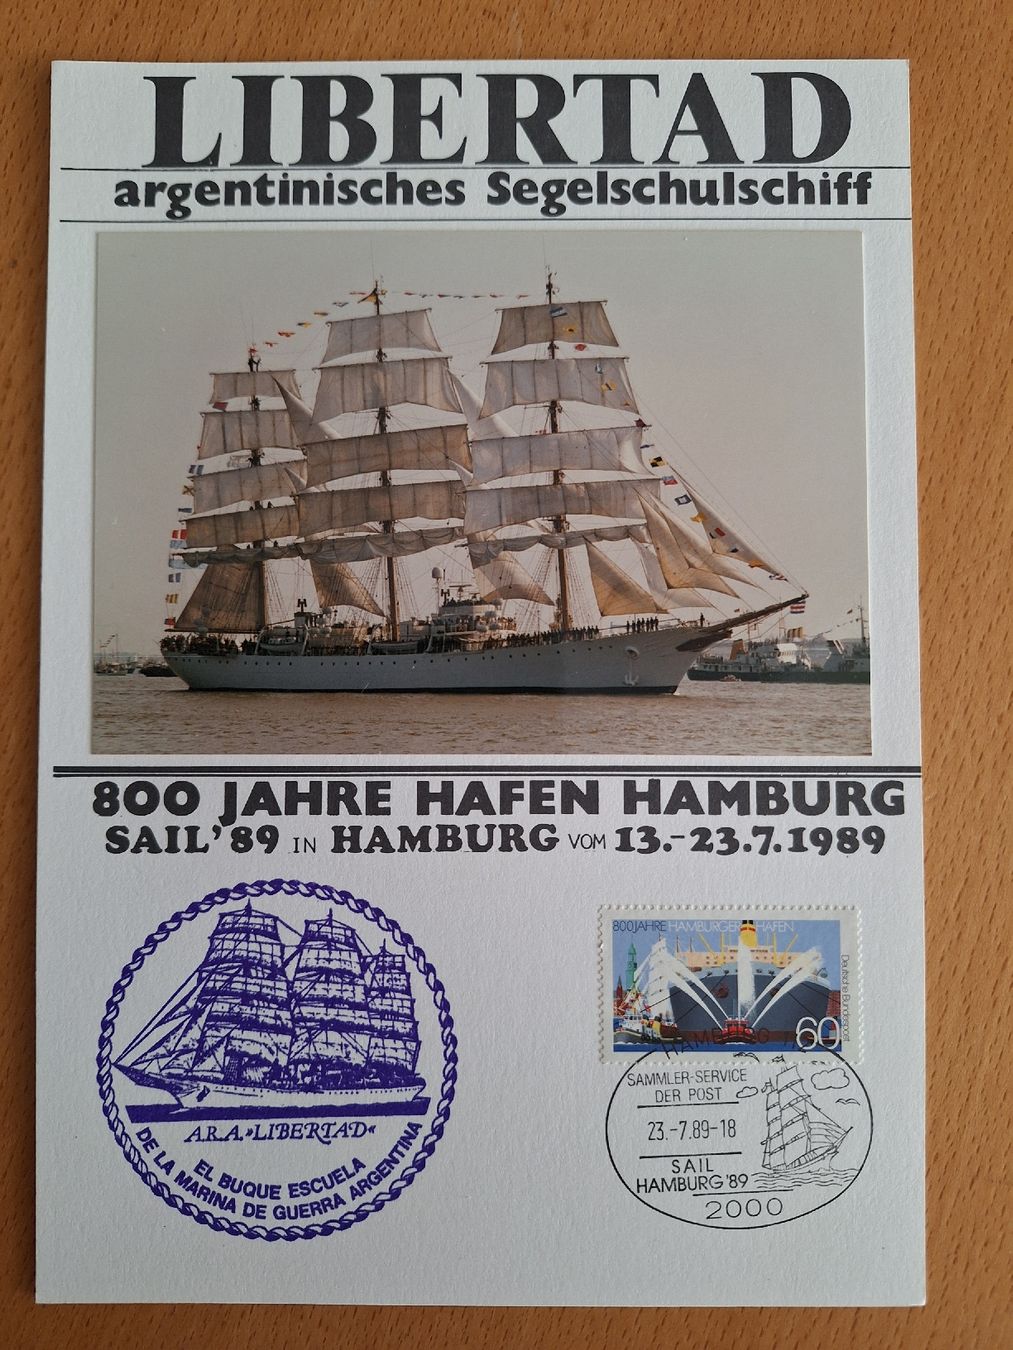 LIBERTAD
argentinisches Segelschulschiff
800 JAHRE HAFEN HAMBURG
SAIL'89 IN HAMBURG VOM 13.-23.7.1989
A.R.A.»LIBERTAD«
EL BUQUE ESCUELA
DE LA MARINA DE GUERRA ARGENTINA
800 JAHRE HAMBURGER HAFEN
Deutsche Bundespost
60
HAMBURG
SAMMLER-SERVICE
DER POST
23.-7.89-18
SAIL
HAMBURG'89
2000